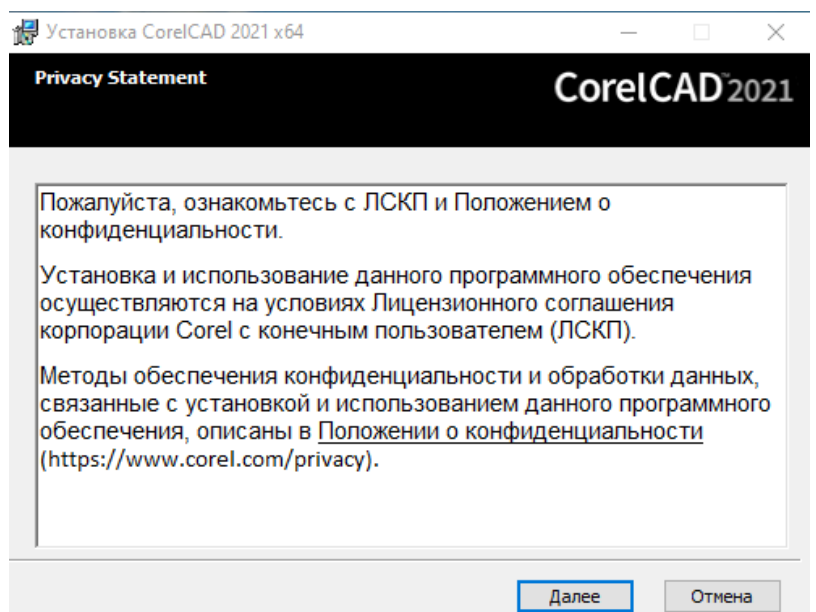 Установка CorelCAD 2021 x64
Privacy Statement
CorelCAD™2021
Пожалуйста, ознакомьтесь с ЛСКП и Положением о
конфиденциальности.
Установка и использование данного программного обеспечения
осуществляются на условиях Лицензионного соглашения
корпорации Corel с конечным пользователем (ЛСКП).
Методы обеспечения конфиденциальности и обработки данных,
связанные с установкой и использованием данного программного
обеспечения, описаны в Положении о конфиденциальности
(https://www.corel.com/privacy).
Далее
Отмена